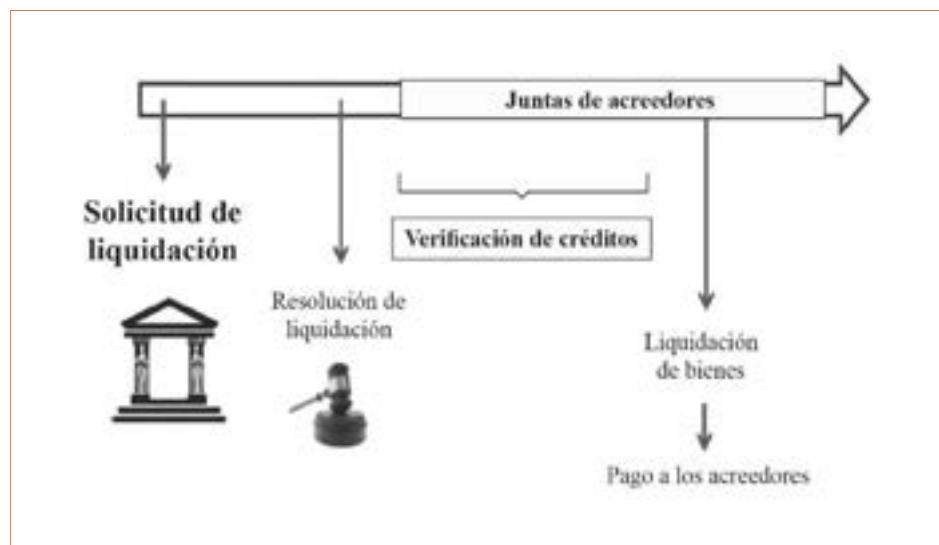 Juntas de acreedores
Solicitud de
liquidación
Verificación de créditos
Resolución de
liquidación
Liquidación
de bienes
Pago a los acreedores